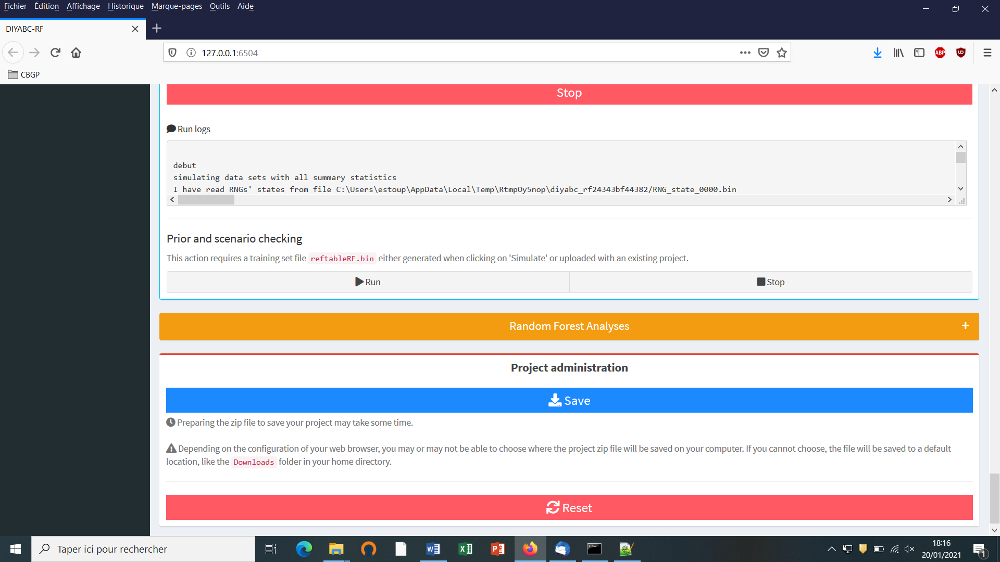 Fichier Édition Affichage Historique Marque-pages Outils Aide
DIYABC-RF
127.0.0.1:6504
ABP
CBGP
Stop
Run logs
debut
simulating data sets with all summary statistics
I have read RNGs' states from file C:\Users\estoup\AppData\Local\Temp\RtmpOy5nop\diyabc_rf24343bf44382/RNG_state_0000.bin
Prior and scenario checking
This action requires a training set file reftableRF.bin either generated when clicking on 'Simulate' or uploaded with an existing project.
Run
Stop
Random Forest Analyses
Project administration
Save
Preparing the zip file to save your project may take some time.
Depending on the configuration of your web browser, you may or may not be able to choose where the project zip file will be saved on your computer. If you cannot choose, the file will be saved to a default
location, like the Downloads folder in your home directory.
Reset
Taper ici pour rechercher
18:16
20/01/2021
1